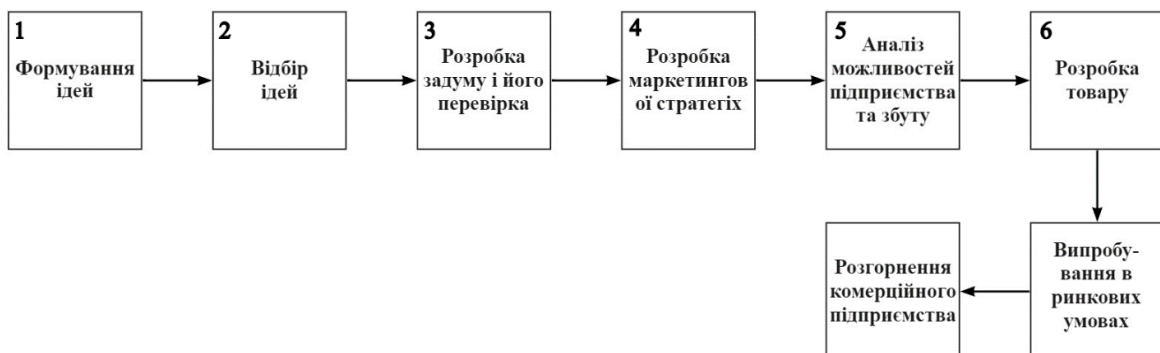 1
Формування
ідей
2
Відбір
ідей
3
Розробка
задуму і його
перевірка
4
Розробка
маркетингов
ої стратегіх
5
Аналіз
можливостей
підприємства
та збуту
6
Розробка
товару
Випробу-
вання в
ринкових
умовах
Розгорнення
комерційного
підприємства